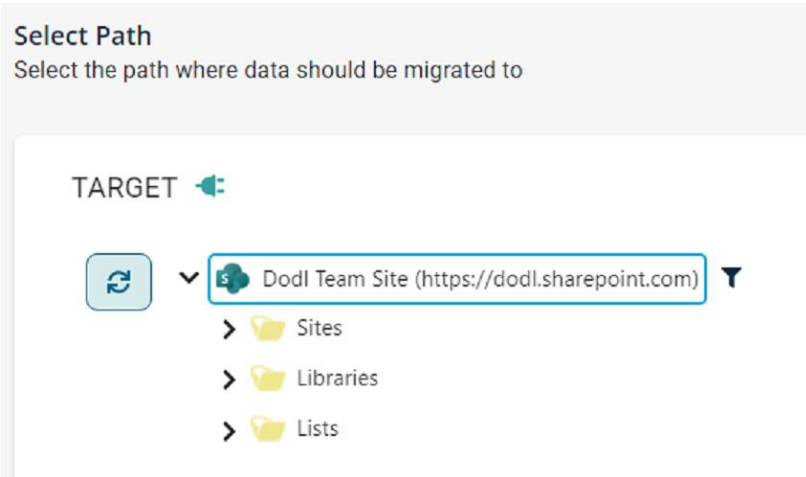 Select Path
Select the path where data should be migrated to
TARGET
Dodl Team Site (https://dodl.sharepoint.com)
Sites
Libraries
Lists